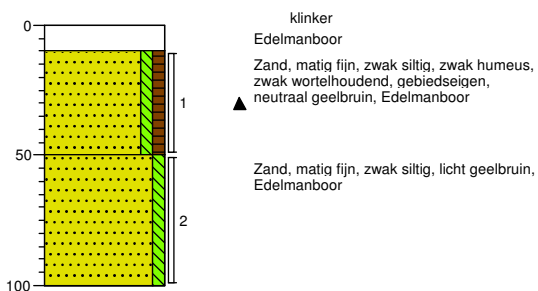 0
klinker
Edelmanboor
Zand, matig fijn, zwak siltig, zwak humeus,
zwak wortelhoudend, gebiedseigen,
neutraal geelbruin, Edelmanboor
1
50
Zand, matig fijn, zwak siltig, licht geelbruin,
Edelmanboor
2
100